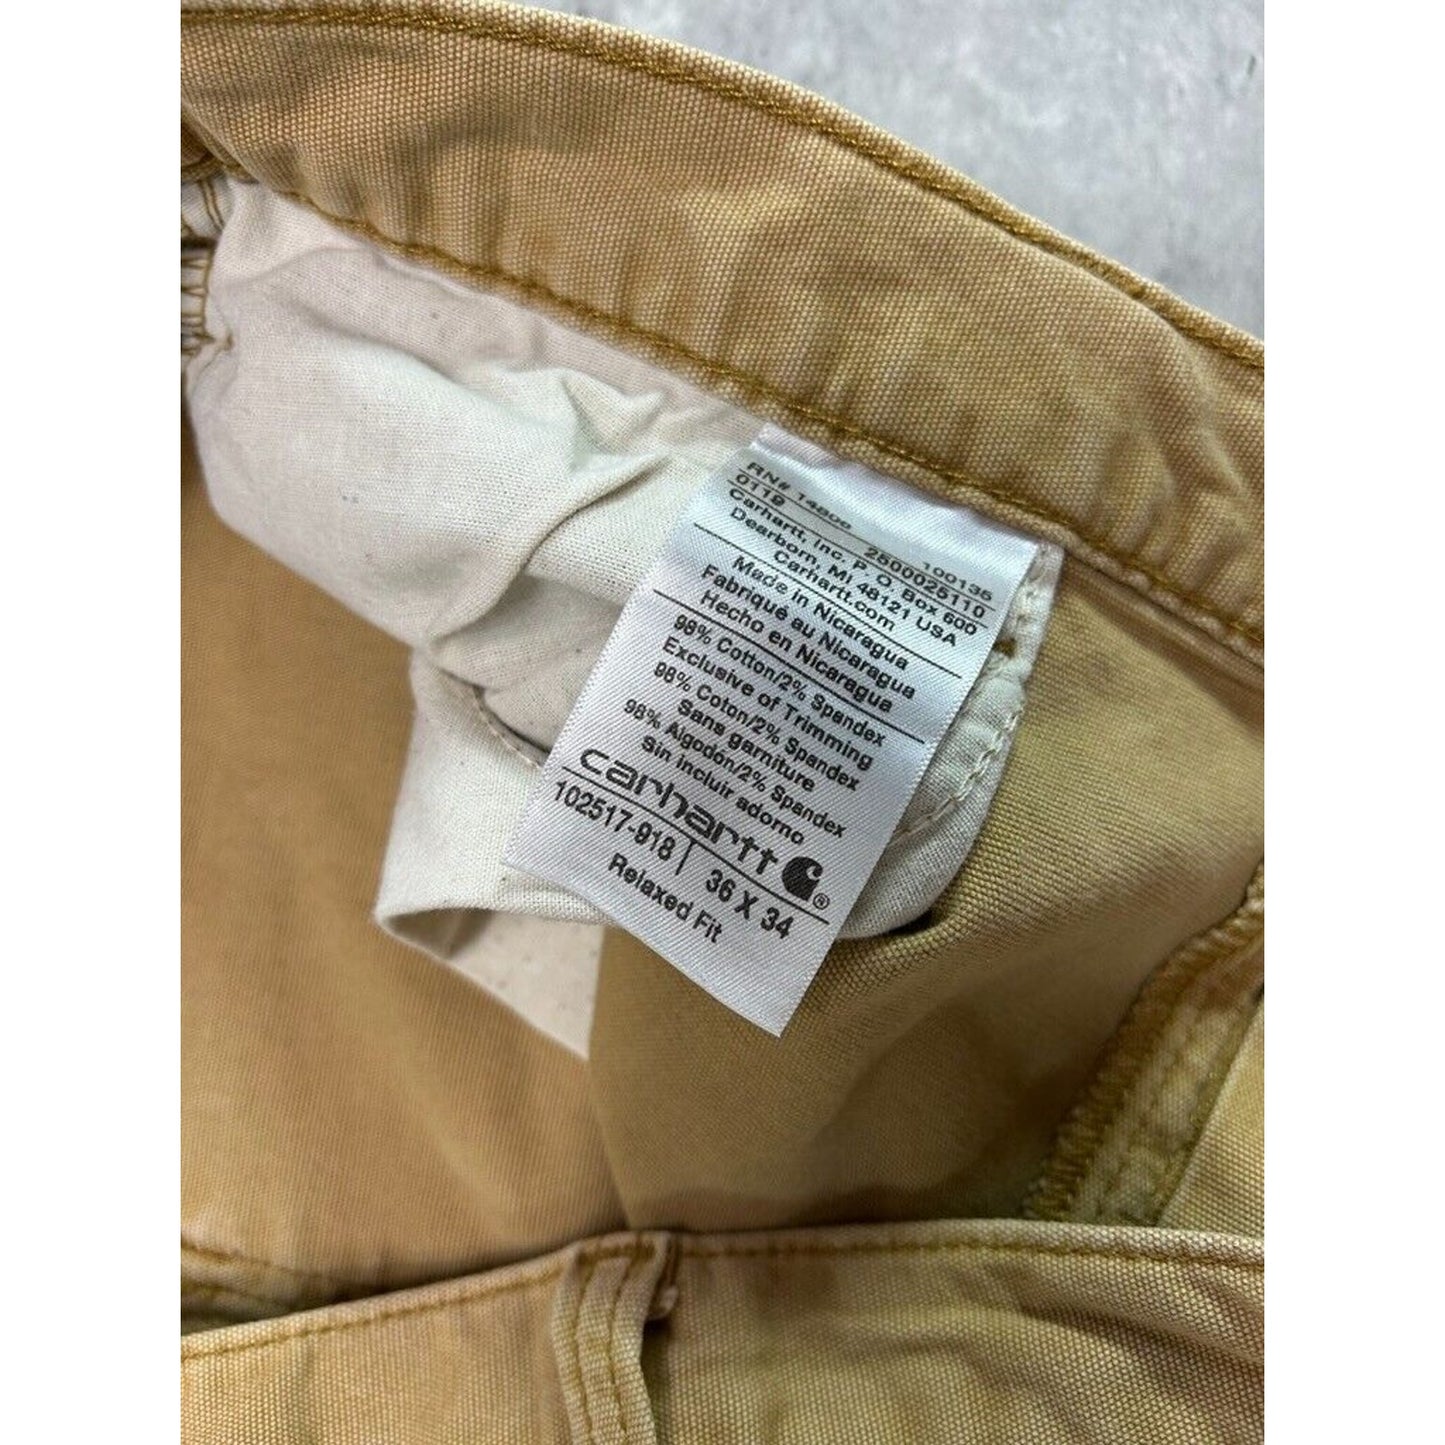 RN# 14806 100135
0119 2500025110
Carhartt, Inc. P.O. Box 600
Dearborn, MI 48121 USA
Carhartt.com
Made in Nicaragua
Fabriqué au Nicaragua
Hecho en Nicaragua
98% Cotton/2% Spandex
Exclusive of Trimming
98% Coton/2% Spandex
Sans garniture
98% Algodon/2% Spandex
Sin incluir adorno
carhartt ®
102517-918 | 36 X 34
Relaxed Fit